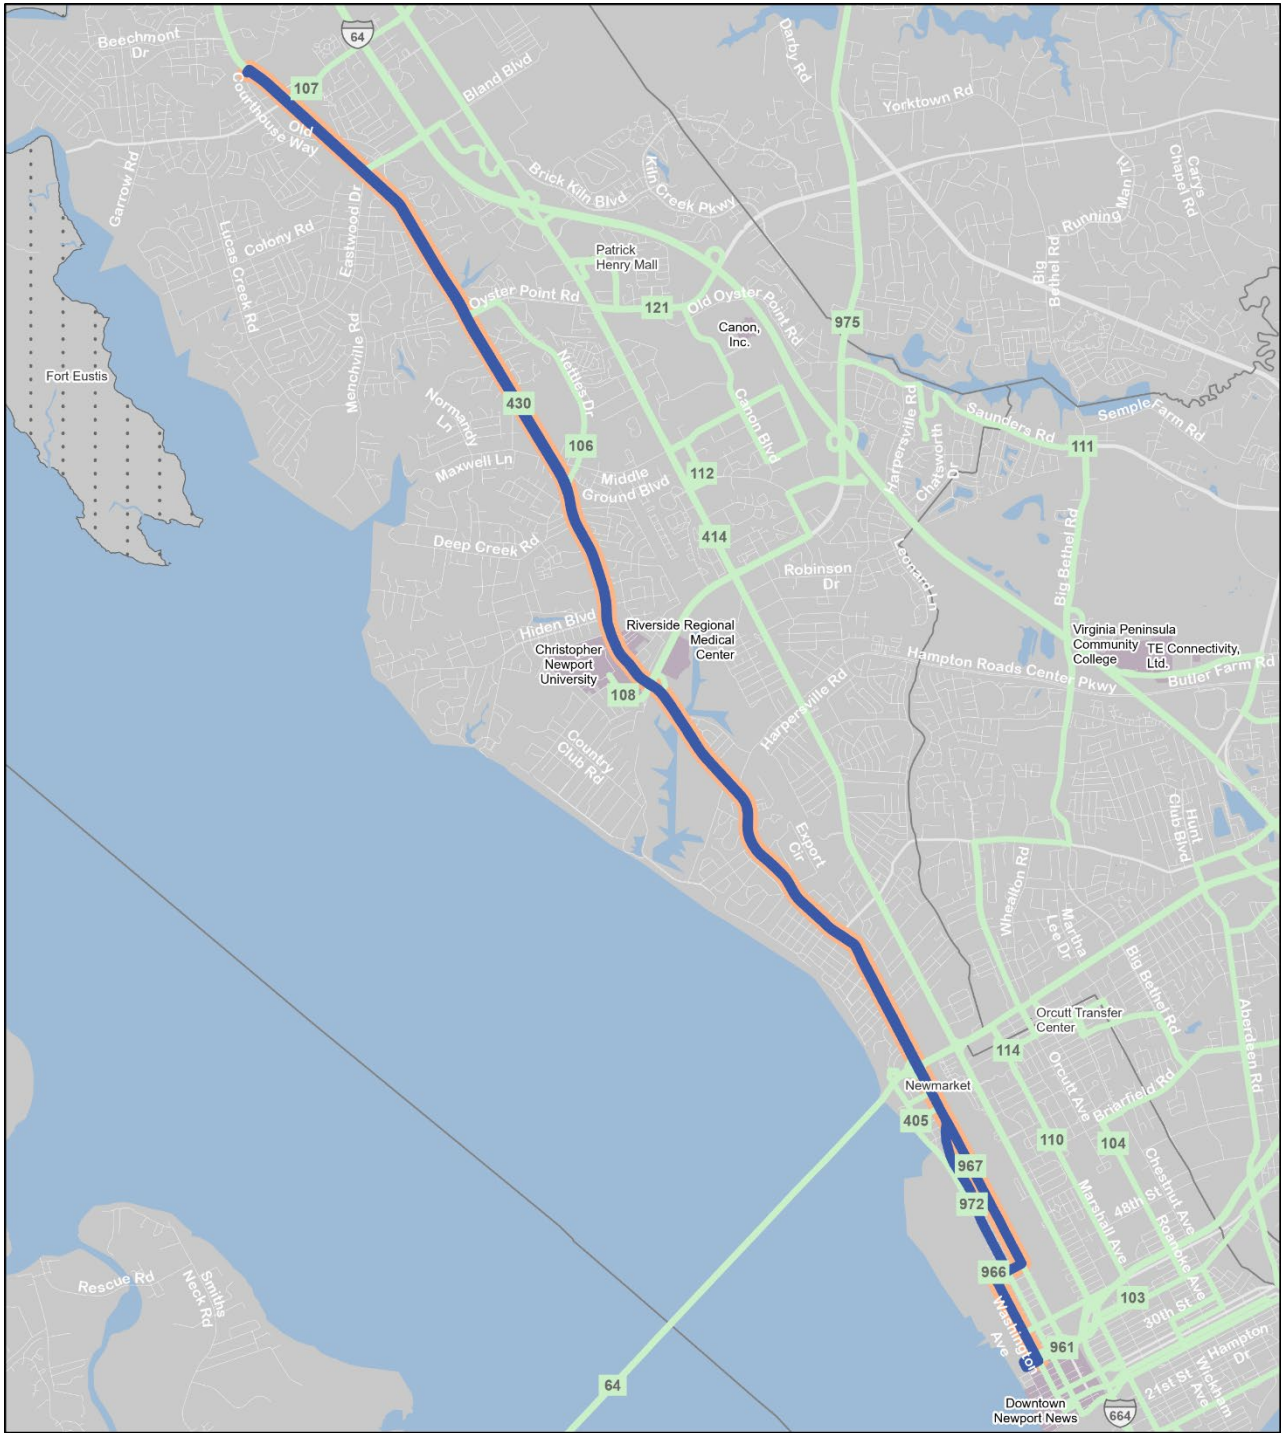 Beechmont
Dr
64
Darby Rd
107
Bland Blvd
Yorktown Rd
Courthouse Way
Old
Garrow Rd
Brick Kiln Blvd
Kiln Creek Pkwy
Running Man Trl
Carys
Chapel Rd
Eastwood Dr
Lucas Creek Rd
Colony Rd
Patrick
Henry Mall
Big
Bethel Rd
Oyster Point Rd
121
Old Oyster Point Rd
975
Canon,
Inc.
Fort Eustis
Menchville Rd
Nettles Dr
430
Normandy
Ln
Canon Blvd
Harpersville Rd
Saunders Rd
Semple Farm Rd
106
111
Maxwell Ln
Middle
Ground Blvd
112
Chatsworth
Dr
414
Deep Creek Rd
Big Bethel Rd
Robinson
Dr
Leonard Ln
Hiden Blvd
Riverside Regional
Medical
Center
Christopher
Newport
University
Virginia Peninsula
Community
College
TE Connectivity,
Ltd.
Hampton Roads Center Pkwy
Butler Farm Rd
108
Harpersville Rd
Country
Club Rd
Export
Cir
Hunt
Club Blvd
Whealton Rd
Martha
Lee Dr
Big Bethel Rd
Orcutt Transfer
Center
Aberdeen Rd
114
Newmarket
Orcutt Ave
Briarfield Rd
405
110
104
967
Chestnut Ave
972
Marshall Ave
48th St
Roanoke Ave
966
Rescue Rd
Smiths
Neck Rd
103
30th St
Washington
Ave
961
Hampton
Dr
64
21st St
Wickham
Ave
Downtown
Newport News
664